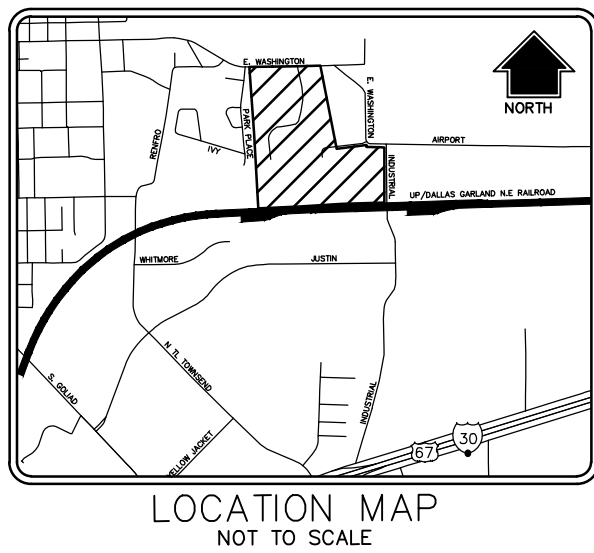 E. WASHINGTON
NORTH
E. WASHINGTON
PARK PLACE
RENFRO
IVY
AIRPORT
INDUSTRIAL
UP/DALLAS GARLAND N.E RAILROAD
WHITMORE
JUSTIN
N TL TOWNSEND
S. GOLIAD
INDUSTRIAL
YELLOW JACKET
67
30
LOCATION MAP
NOT TO SCALE